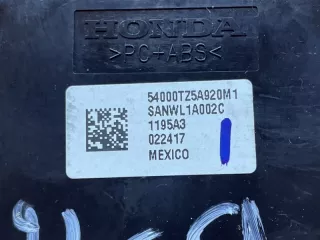 HONDA
>PC+ABS<
54000TZ5A920M1
SANWL1A002C
1195A3
022417
MEXICO